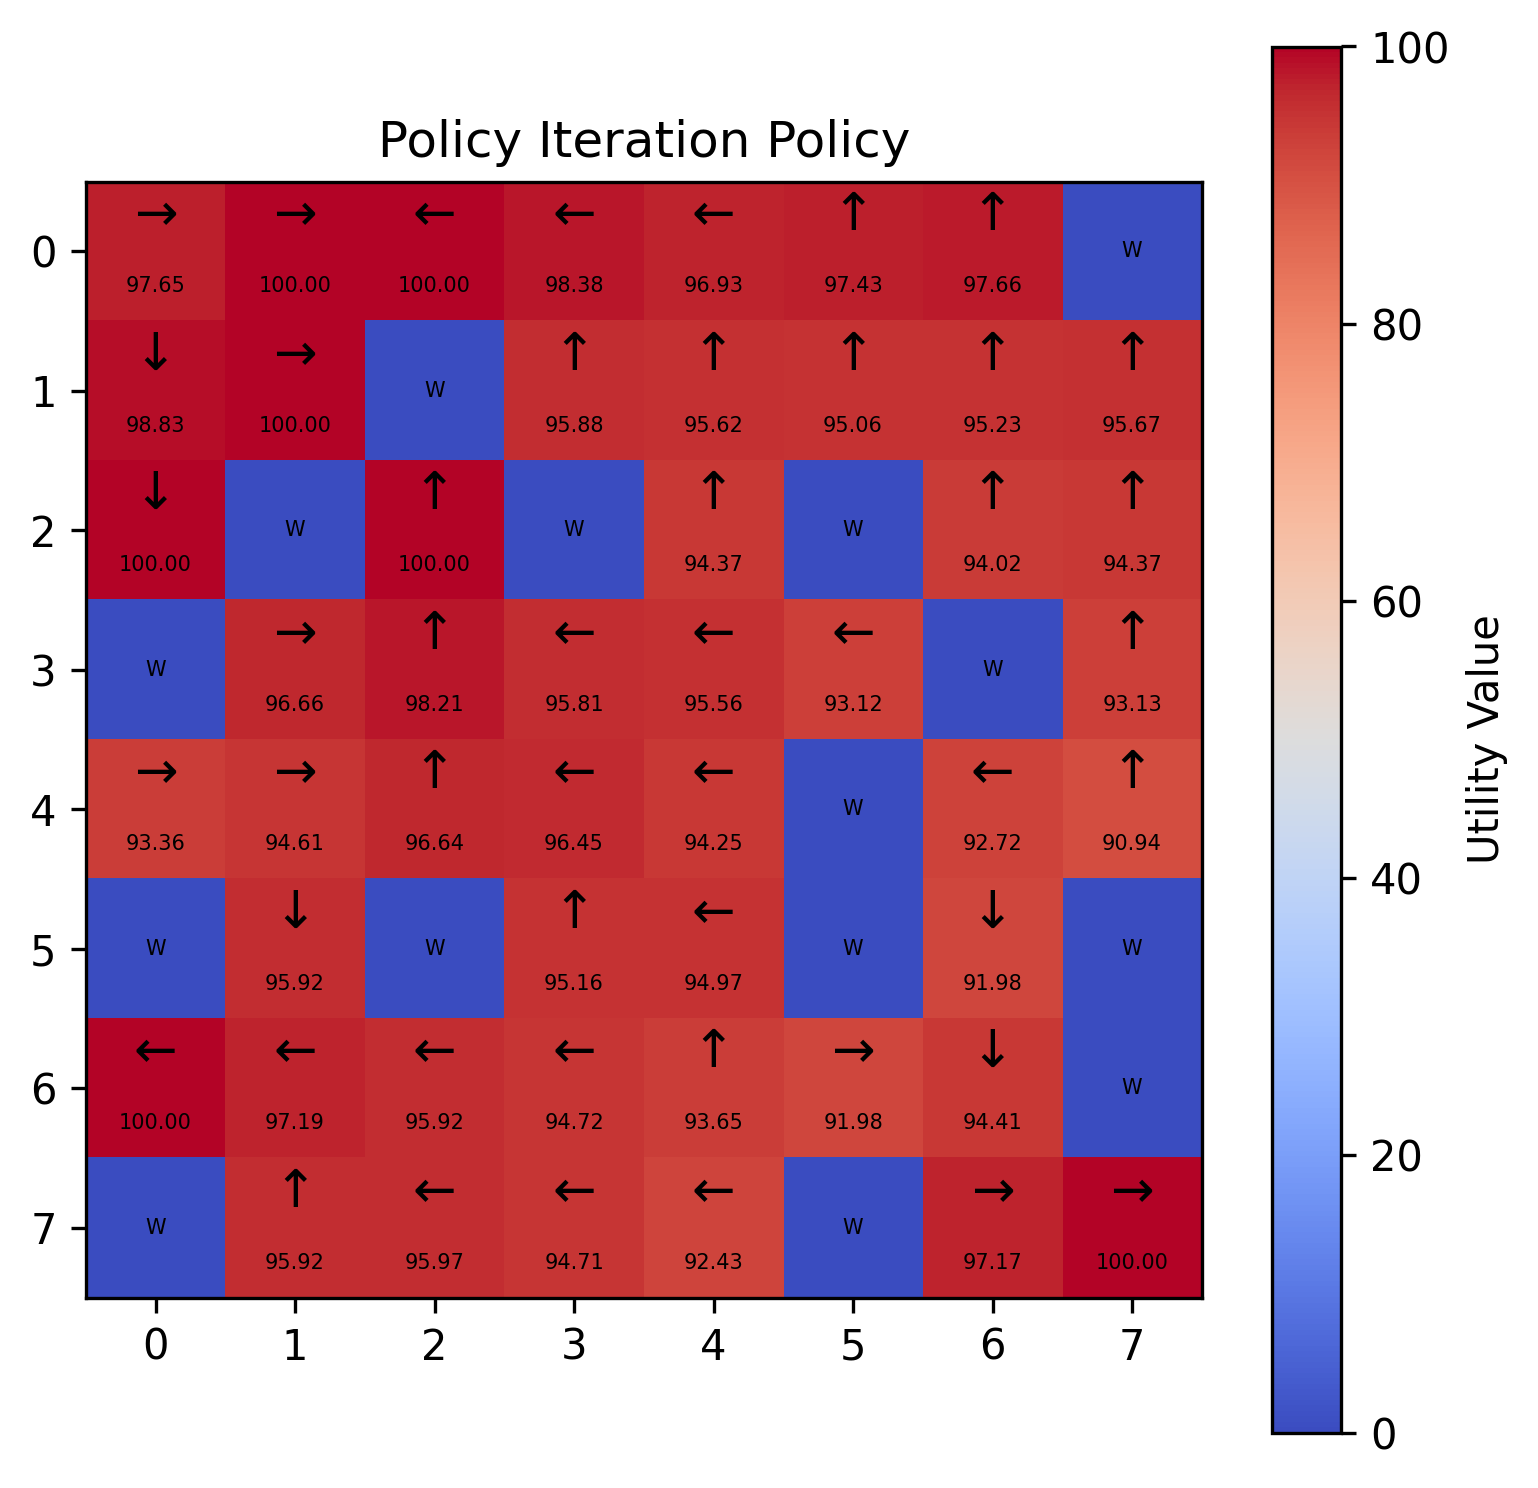 Policy Iteration Policy
0 → → ← ← ← ↑ ↑ W
97.65 100.00 100.00 98.38 96.93 97.43 97.66
1 ↓ → W ↑ ↑ ↑ ↑ ↑
98.83 100.00 95.88 95.62 95.06 95.23 95.67
2 ↓ W ↑ W ↑ W ↑ ↑
100.00 100.00 94.37 94.02 94.37
3 W → ↑ ← ← ← W ↑
96.66 98.21 95.81 95.56 93.12 93.13
4 → → ↑ ← ← W ← ↑
93.36 94.61 96.64 96.45 94.25 92.72 90.94
5 W ↓ W ↑ ← W ↓ W
95.92 95.16 94.97 91.98
6 ← ← ← ← ↑ → ↓ W
100.00 97.19 95.92 94.72 93.65 91.98 94.41
7 W ↑ ← ← ← W → →
95.92 95.97 94.71 92.43 97.17 100.00
0 1 2 3 4 5 6 7
100
80
60
40
20
0
Utility Value